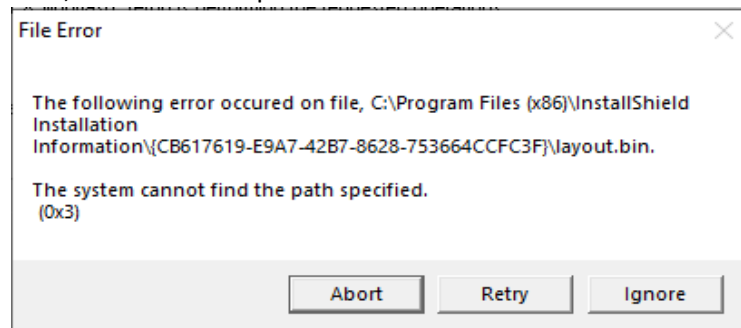 File Error
The following error occured on file, C:\Program Files (x86)\InstallShield
Installation
Information\{CB617619-E9A7-42B7-8628-753664CCFC3F}\layout.bin.
The system cannot find the path specified.
(0x3)
Abort Retry Ignore